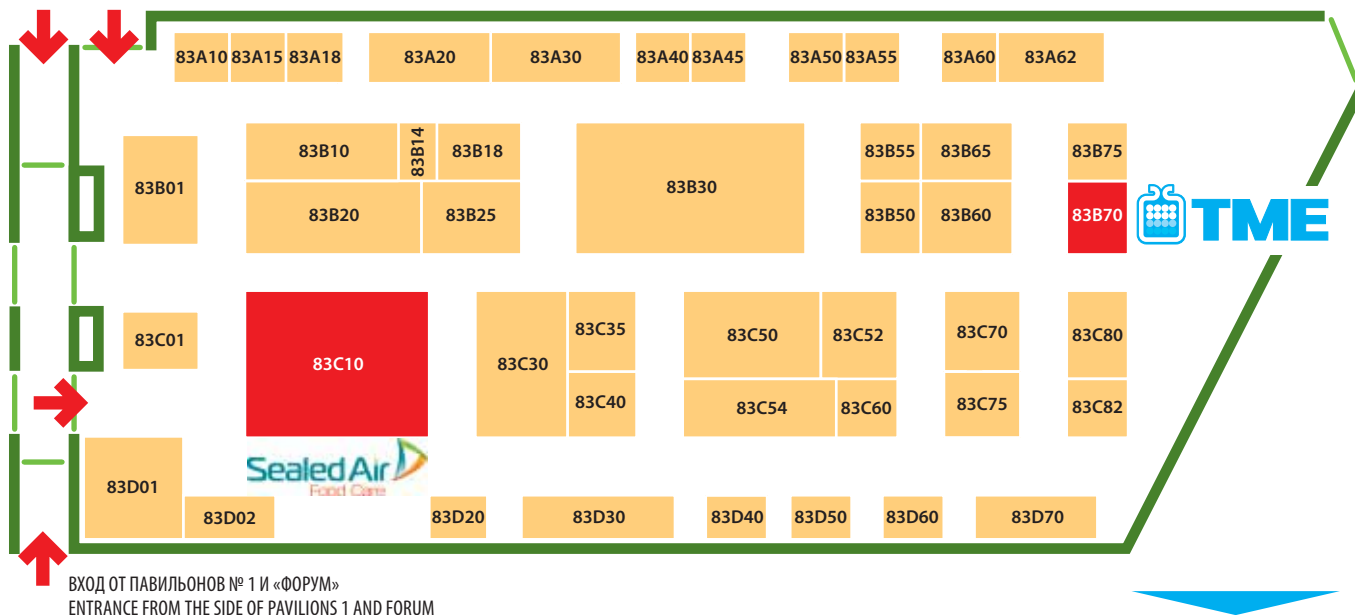 83A10 83A15 83A18 83A20 83A30 83A40 83A45 83A50 83A55 83A60 83A62
83B10 83B14 83B18 83B55 83B65 83B75
83B01 83B30
83B20 83B25 83B50 83B60 83B70 TME
83C35 83C50 83C52 83C70 83C80
83C01 83C10 83C30
83C40 83C54 83C60 83C75 83C82
Sealed Air
Food Care
83D01
83D02 83D20 83D30 83D40 83D50 83D60 83D70
ВХОД ОТ ПАВИЛЬОНОВ № 1 И «ФОРУМ»
ENTRANCE FROM THE SIDE OF PAVILIONS 1 AND FORUM